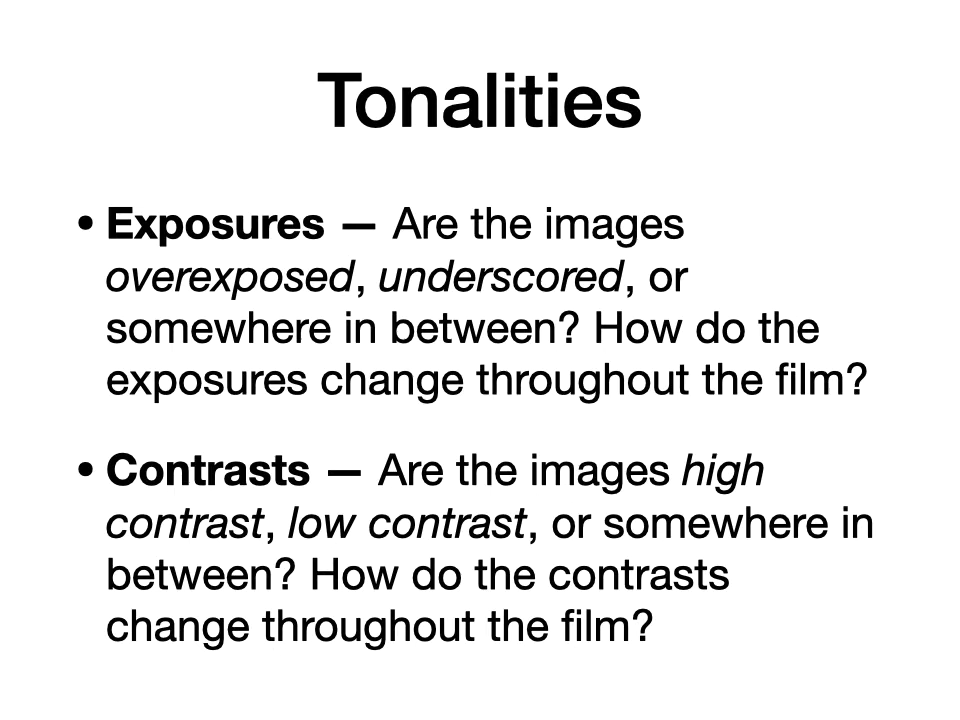 Tonalities
• Exposures — Are the images
overexposed, underscored, or
somewhere in between? How do the
exposures change throughout the film?
• Contrasts — Are the images high
contrast, low contrast, or somewhere in
between? How do the contrasts
change throughout the film?